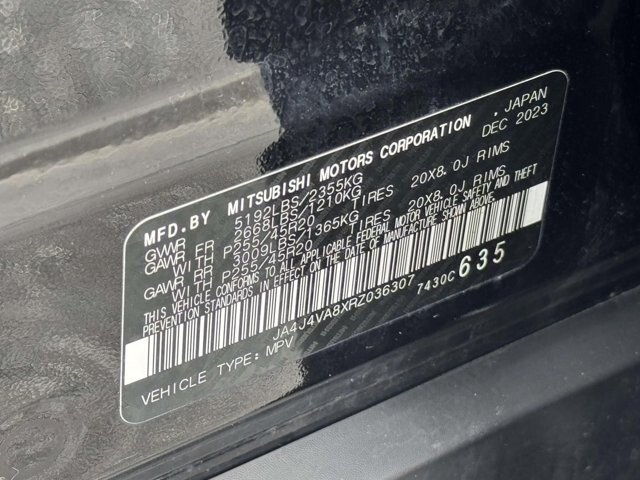 MFD.BY MITSUBISHI MOTORS CORPORATION , JAPAN
GVWR 5192LBS/2355KG DEC 2023
GAWR FR 2668LBS/1210KG
WITH P255/45R20 TIRES 20X8.0J RIMS
GAWR RR 3009LBS/1365KG
WITH P255/45R20 TIRES 20X8.0J RIMS
THIS VEHICLE CONFORMS TO ALL APPLICABLE FEDERAL MOTOR VEHICLE SAFETY AND THEFT
PREVENTION STANDARDS IN EFFECT ON THE DATE OF MANUFACTURE SHOWN ABOVE.
JA4J4VA8XRZ036307 7430C 635
VEHICLE TYPE: MPV